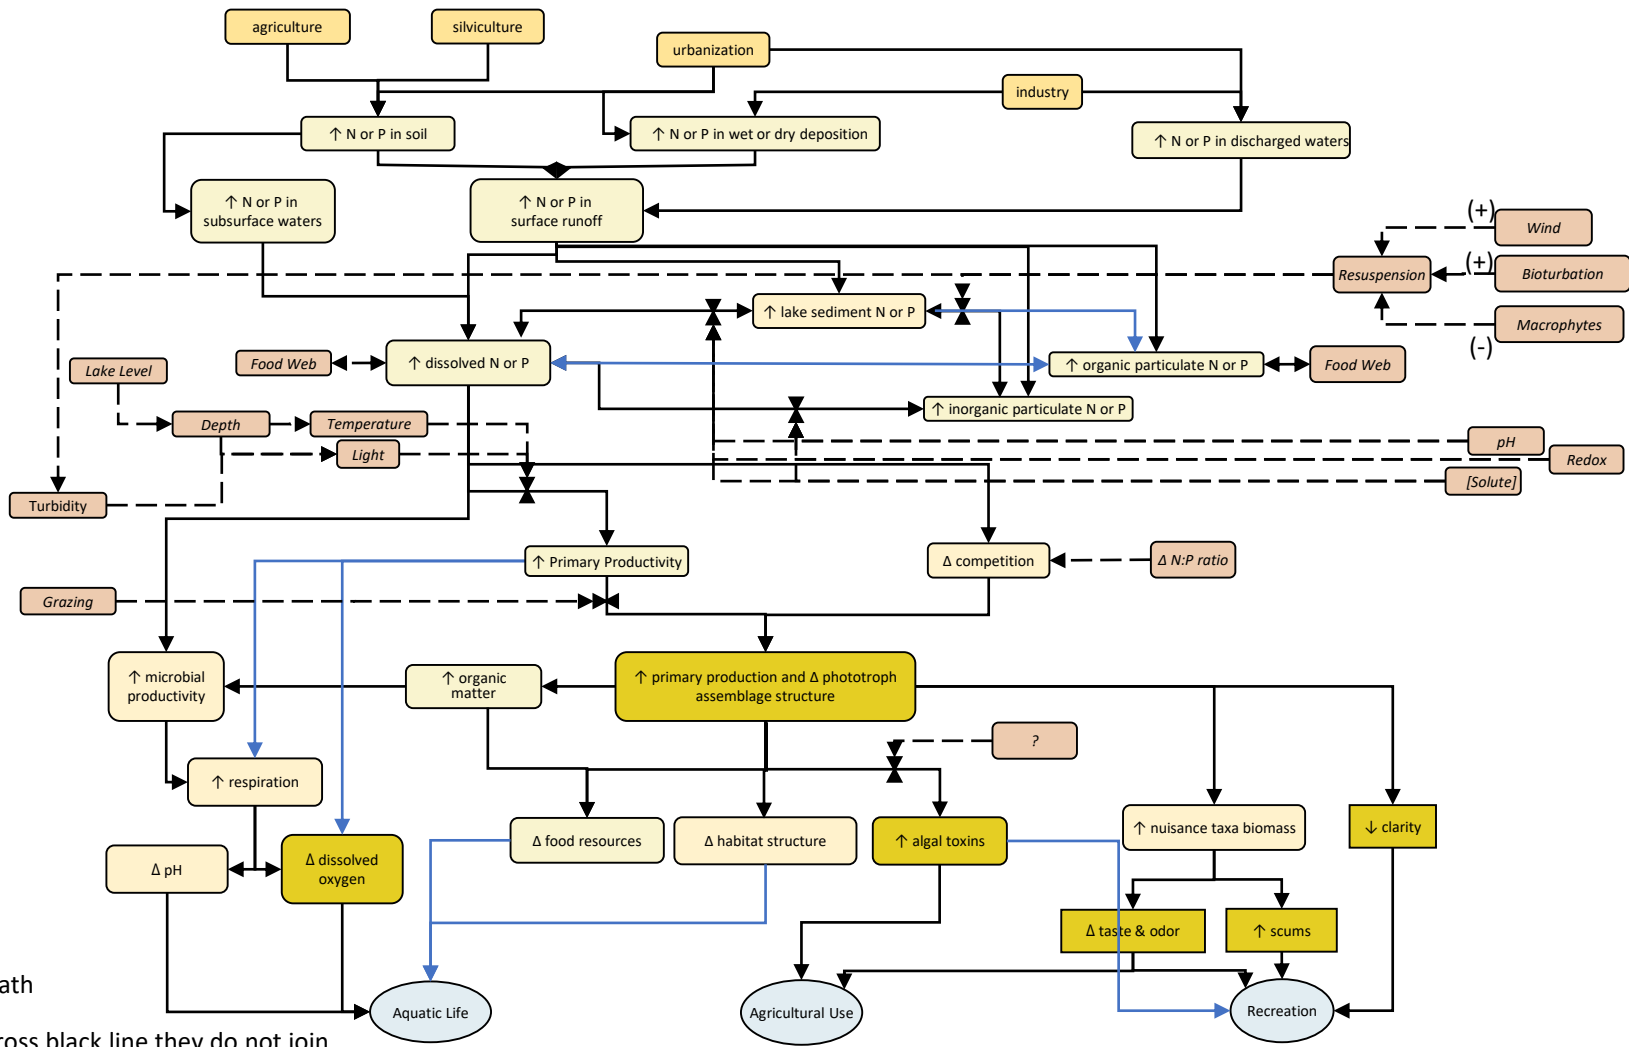 agriculture
silviculture
urbanization
industry
↑ N or P in soil
↑ N or P in wet or dry deposition
↑ N or P in discharged waters
↑ N or P in
subsurface waters
↑ N or P in
surface runoff
(+)
Wind
Resuspension
(+)
Bioturbation
Macrophytes
(-)
↑ lake sediment N or P
Lake Level
Food Web
↑ dissolved N or P
↑ organic particulate N or P
Food Web
↑ inorganic particulate N or P
Depth
Temperature
Light
pH
Redox
[Solute]
Turbidity
↑ Primary Productivity
Δ competition
Δ N:P ratio
Grazing
↑ microbial
productivity
↑ organic
matter
↑ primary production and Δ phototroph
assemblage structure
?
↑ respiration
Δ food resources
Δ habitat structure
↑ algal toxins
↑ nuisance taxa biomass
↓ clarity
Δ pH
Δ dissolved
oxygen
Δ taste & odor
↑ scums
ath
Aquatic Life
Agricultural Use
Recreation
ross black line they do not join